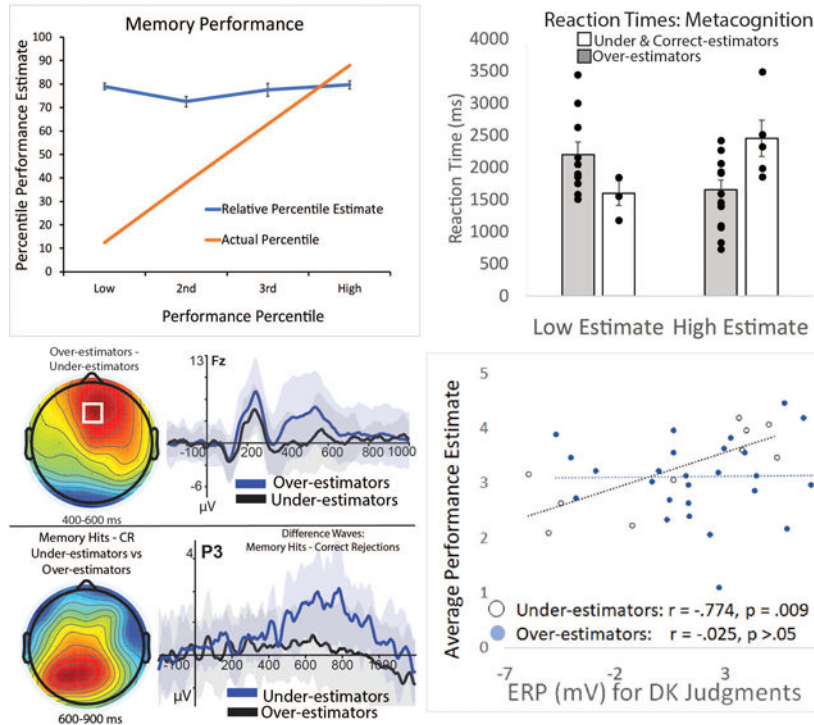 Memory Performance
100
90
80
70
60
50
40
30
20
10
0
Percentile Performance Estimate
Relative Percentile Estimate
Actual Percentile
Low 2nd 3rd High
Performance Percentile
Reaction Times: Metacognition
Under & Correct-estimators
Over-estimators
4000
3500
3000
2500
2000
1500
1000
500
0
Reaction Time (ms)
Low Estimate High Estimate
Over-estimators -
Under-estimators
400-600 ms
13 Fz
-100 200 400 600 800 1000
-6
µV
Over-estimators
Under-estimators
Memory Hits - CR
Under-estimators vs
Over-estimators
600-900 ms
P3
Difference Waves:
Memory Hits - Correct Rejections
4
-100 200 400 600 800
µV
Under-estimators
Over-estimators
5
4
3
2
1
0
Average Performance Estimate
Under-estimators: r = -.774, p = .009
Over-estimators: r = -.025, p >.05
-7 -2 3
ERP (mV) for DK Judgments